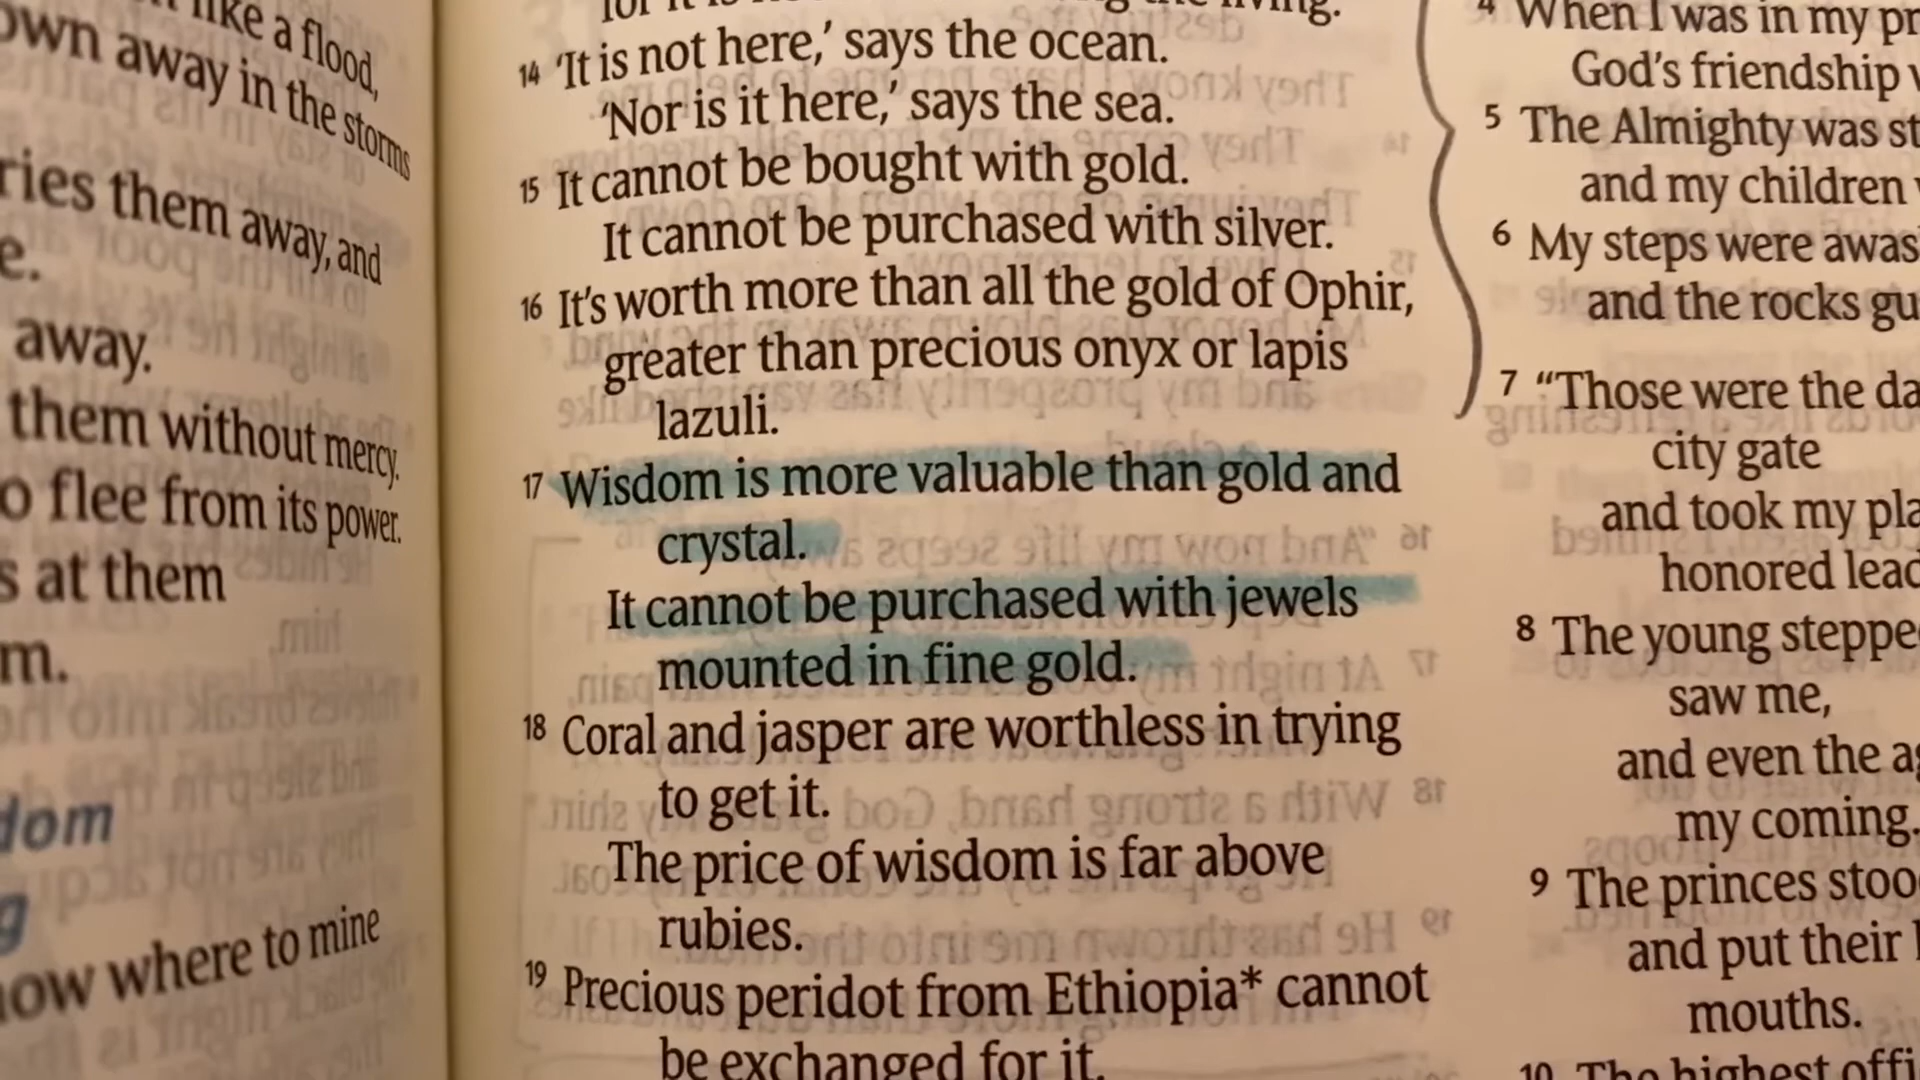 like a flood,
away in the storms
them away, and
away.
them without mercy.
flee from its power.
at them
now where to mine
14 ‘It is not here,’ says the ocean.
‘Nor is it here,’ says the sea.
15 It cannot be bought with gold.
It cannot be purchased with silver.
16 It’s worth more than all the gold of Ophir,
greater than precious onyx or lapis
lazuli.
17 Wisdom is more valuable than gold and
crystal.
It cannot be purchased with jewels
mounted in fine gold.
18 Coral and jasper are worthless in trying
to get it.
The price of wisdom is far above
rubies.
19 Precious peridot from Ethiopia* cannot
be exchanged for it.
4 When I was in my
God’s friendship
5 The Almighty was
and my children
6 My steps were
and the rocks
7 “Those were the
city gate
and took my
honored
8 The young
saw me,
and even the
my coming.
9 The princes
and put their
mouths.
10 The highest